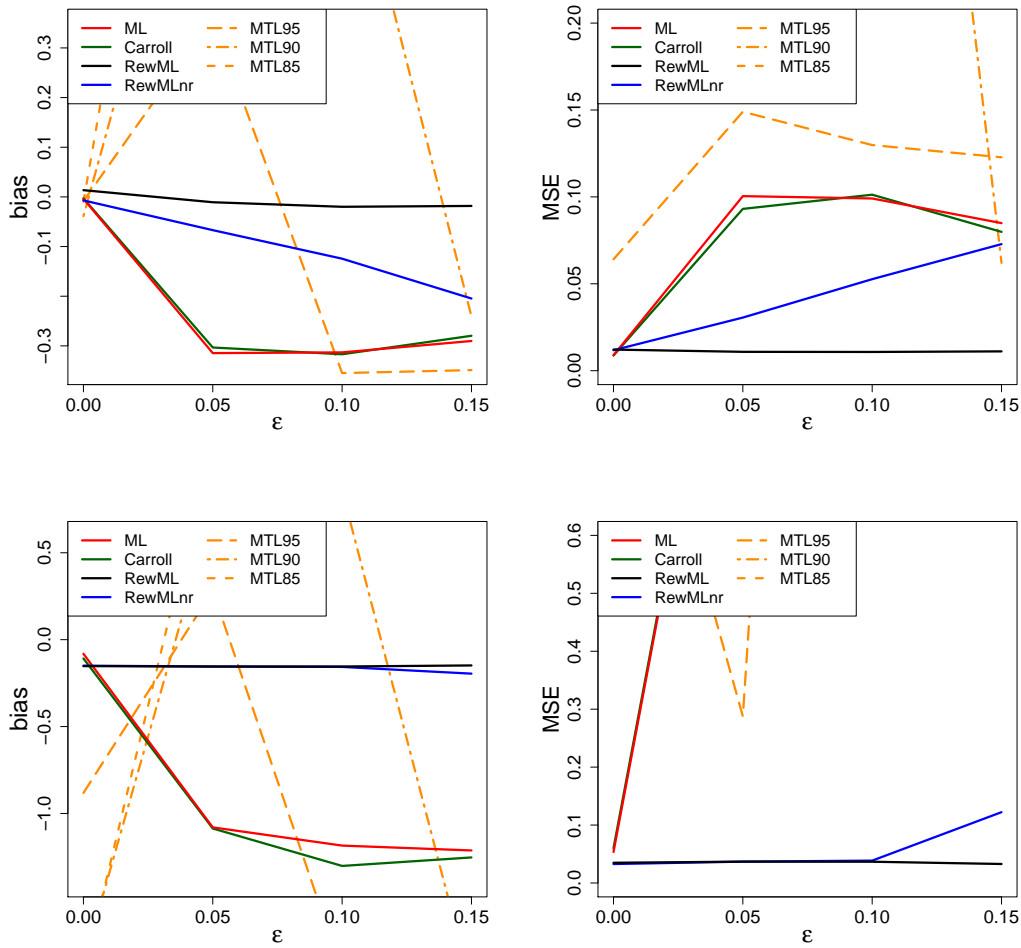 ML
Carroll
RewML
RewMLnr
MTL95
MTL90
MTL85
bias
0.3
0.2
0.1
0.0
−0.1
−0.3
0.00
0.05
0.10
0.15
ε
ML
Carroll
RewML
RewMLnr
MTL95
MTL90
MTL85
MSE
0.20
0.15
0.10
0.05
0.00
0.00
0.05
0.10
0.15
ε
ML
Carroll
RewML
RewMLnr
MTL95
MTL90
MTL85
bias
0.5
0.0
−0.5
−1.0
0.00
0.05
0.10
0.15
ε
ML
Carroll
RewML
RewMLnr
MTL95
MTL90
MTL85
MSE
0.6
0.5
0.4
0.3
0.2
0.1
0.0
0.00
0.05
0.10
0.15
ε